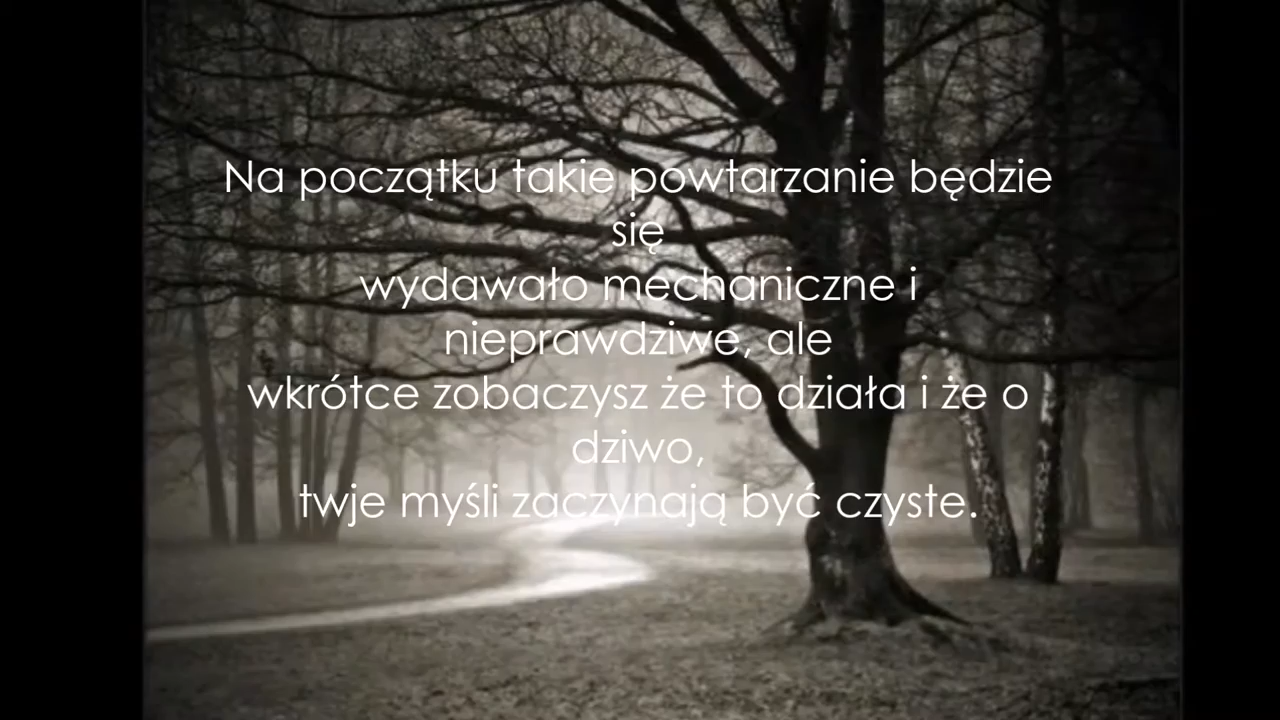 Na początku takie powtarzanie będzie
się
wydawało mechaniczne i
nieprawdziwe, ale
wkrótce zobaczysz że to działa i że o
dziwo,
twje myśli zaczynają być czyste.